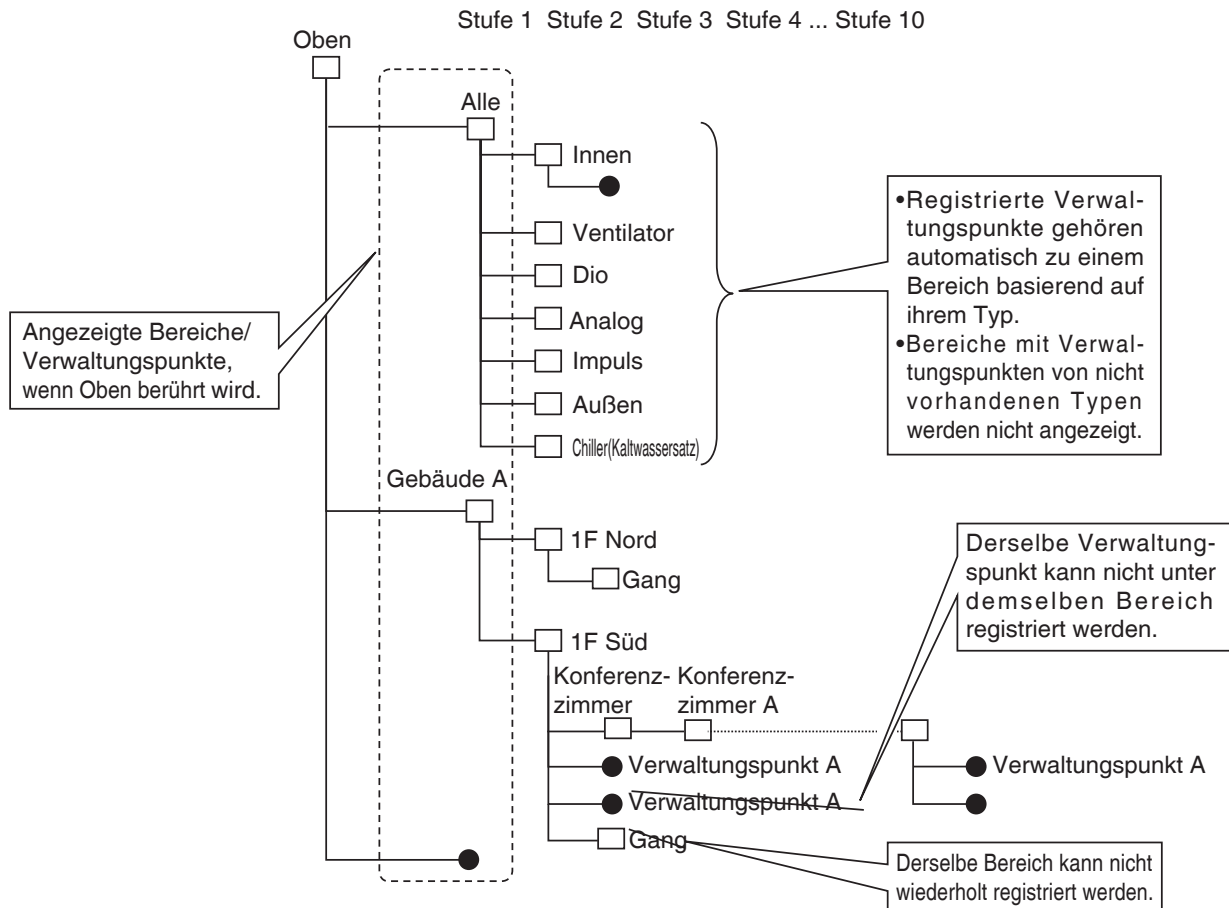 Stufe 1 Stufe 2 Stufe 3 Stufe 4 ... Stufe 10
Oben
Alle
Innen
Ventilator
Dio
Analog
Impuls
Außen
Chiller(Kaltwassersatz)
•Registrierte Verwal-
tungspunkte gehören
automatisch zu einem
Bereich basierend auf
ihrem Typ.
•Bereiche mit Verwal-
tungspunkten von nicht
vorhandenen Typen
werden nicht angezeigt.
Angezeigte Bereiche/
Verwaltungspunkte,
wenn Oben berührt wird.
Gebäude A
1F Nord
Gang
1F Süd
Konferenz-
zimmer
Konferenz-
zimmer A
Verwaltungspunkt A
Verwaltungspunkt A
Gang
Verwaltungspunkt A
Derselbe Verwaltung-
spunkt kann nicht unter
demselben Bereich
registriert werden.
Derselbe Bereich kann nicht
wiederholt registriert werden.